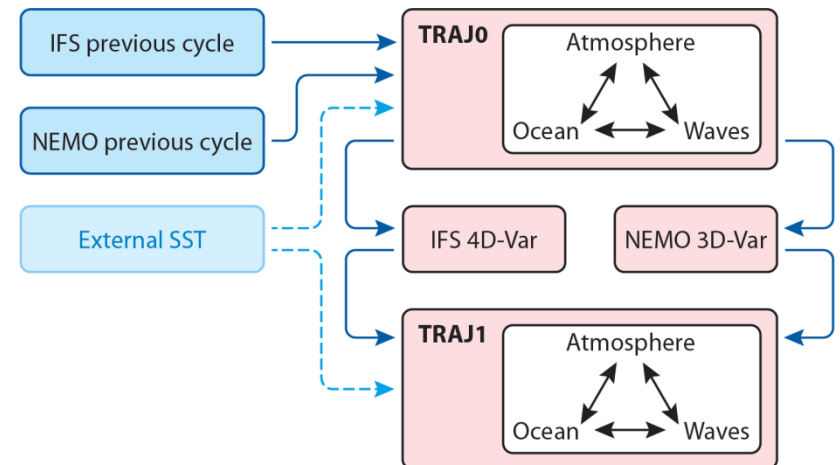 IFS previous cycle
NEMO previous cycle
External SST
TRAJ0
Atmosphere
Ocean
Waves
IFS 4D-Var
NEMO 3D-Var
TRAJ1
Atmosphere
Ocean
Waves